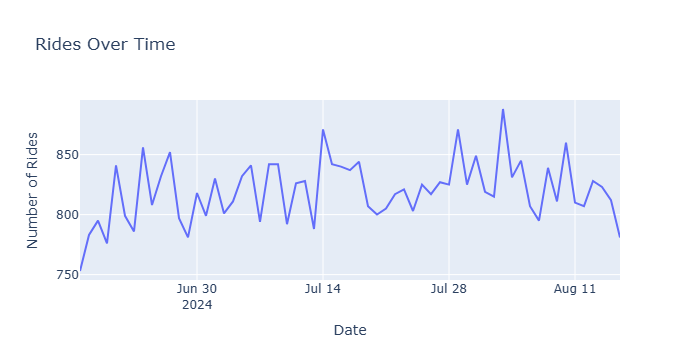 Rides Over Time
Number of Rides
850
800
750
Jun 30
2024
Jul 14
Jul 28
Aug 11
Date